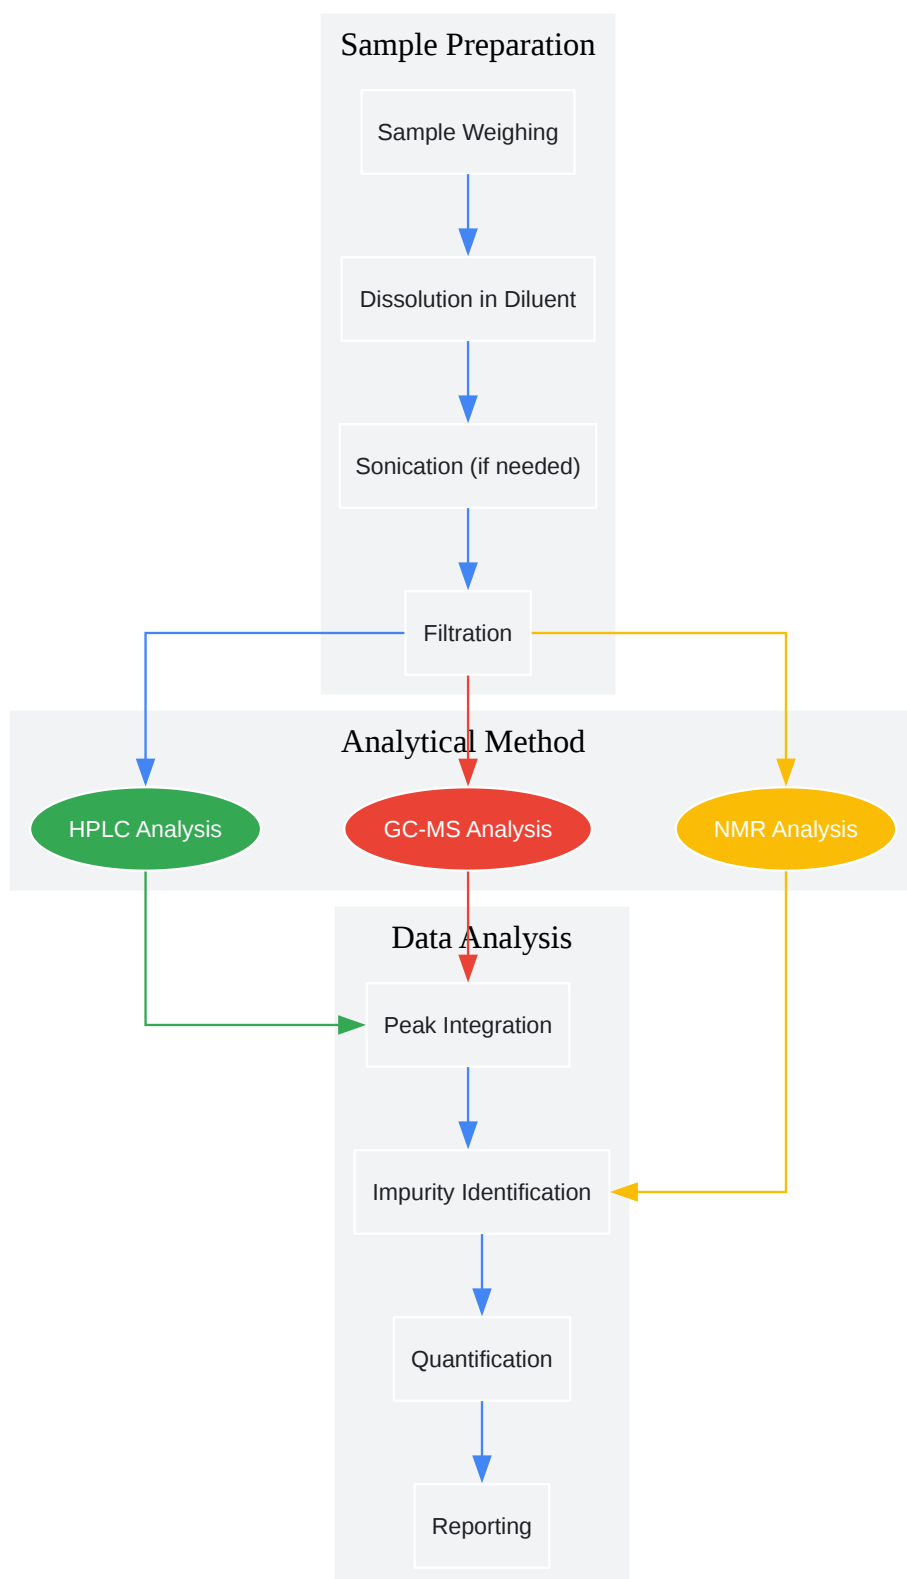 Sample Preparation
Sample Weighing
Dissolution in Diluent
Sonication (if needed)
Filtration
Analytical Method
HPLC Analysis
GC-MS Analysis
NMR Analysis
Data Analysis
Peak Integration
Impurity Identification
Quantification
Reporting